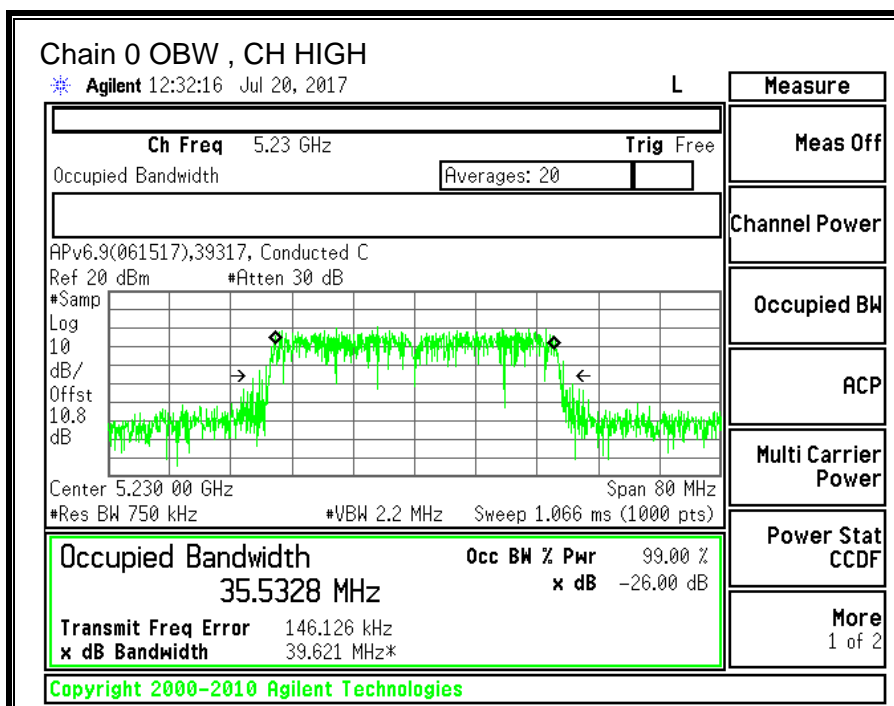 Chain 0 OBW , CH HIGH
Agilent 12:32:16 Jul 20, 2017 L
Measure
Ch Freq 5.23 GHz Trig Free
Meas Off
Occupied Bandwidth Averages: 20
Channel Power
APv6.9(061517),39317, Conducted C
Ref 20 dBm #Atten 30 dB
#Samp
Log
10
dB/
Offst
10.8
dB
Occupied BW
ACP
Multi Carrier
Power
Center 5.230 00 GHz Span 80 MHz
#Res BW 750 kHz #VBW 2.2 MHz Sweep 1.066 ms (1000 pts)
Power Stat
CCDF
Occupied Bandwidth Occ BW % Pwr 99.00 %
35.5328 MHz x dB -26.00 dB
Transmit Freq Error 146.126 kHz
x dB Bandwidth 39.621 MHz*
More
1 of 2
Copyright 2000-2010 Agilent Technologies